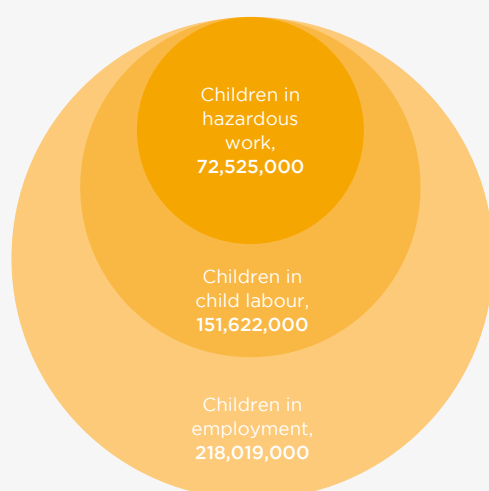 Children in
hazardous
work,
72,525,000
Children in
child labour,
151,622,000
Children in
employment,
218,019,000